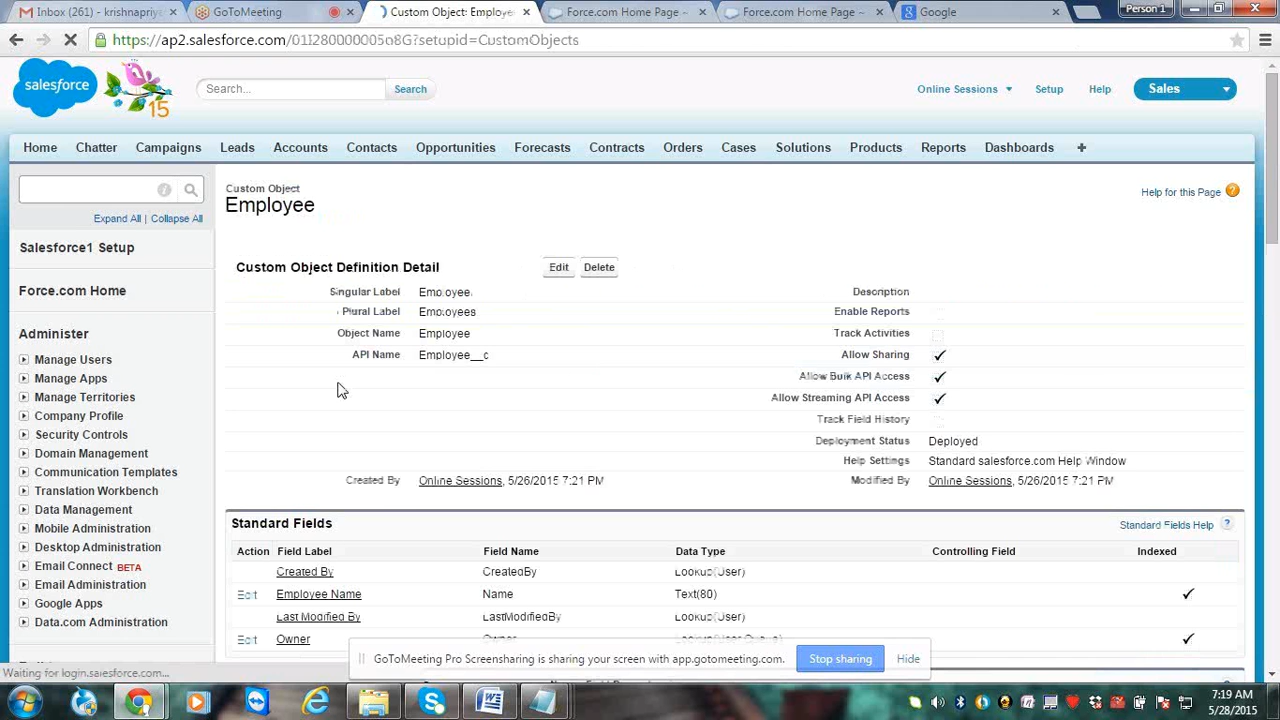 Inbox (261) - krishnapriye ×
GoToMeeting ×
Custom Object: Employee ×
Force.com Home Page ~ ×
Force.com Home Page ~ ×
Google ×
Person 1
https://ap2.salesforce.com/01I280000005o8G?setupid=CustomObjects
salesforce
15
Search...
Search
Online Sessions
Setup
Help
Sales
Home
Chatter
Campaigns
Leads
Accounts
Contacts
Opportunities
Forecasts
Contracts
Orders
Cases
Solutions
Products
Reports
Dashboards
+
Expand All | Collapse All
Salesforce1 Setup
Force.com Home
Administer
Manage Users
Manage Apps
Manage Territories
Company Profile
Security Controls
Domain Management
Communication Templates
Translation Workbench
Data Management
Mobile Administration
Desktop Administration
Email Connect BETA
Email Administration
Google Apps
Data.com Administration
Custom Object
Employee
Help for this Page ?
Custom Object Definition Detail
Edit
Delete
Singular Label Employee
Description
Plural Label Employees
Enable Reports
Object Name Employee
Track Activities
API Name Employee__c
Allow Sharing ✓
Allow Bulk API Access ✓
Allow Streaming API Access ✓
Track Field History
Deployment Status Deployed
Help Settings Standard salesforce.com Help Window
Created By Online Sessions, 5/26/2015 7:21 PM
Modified By Online Sessions, 5/26/2015 7:21 PM
Standard Fields
Standard Fields Help ?
Action Field Label Field Name Data Type Controlling Field Indexed
Created By CreatedBy Lookup(User)
Edit Employee Name Name Text(80) ✓
Last Modified By LastModifiedBy Lookup(User)
Edit Owner Owner Lookup(User,Queue) ✓
GoToMeeting Pro Screensharing is sharing your screen with app.gotomeeting.com.
Stop sharing
Hide
Waiting for login.salesforce.com...
7:19 AM
5/28/2015